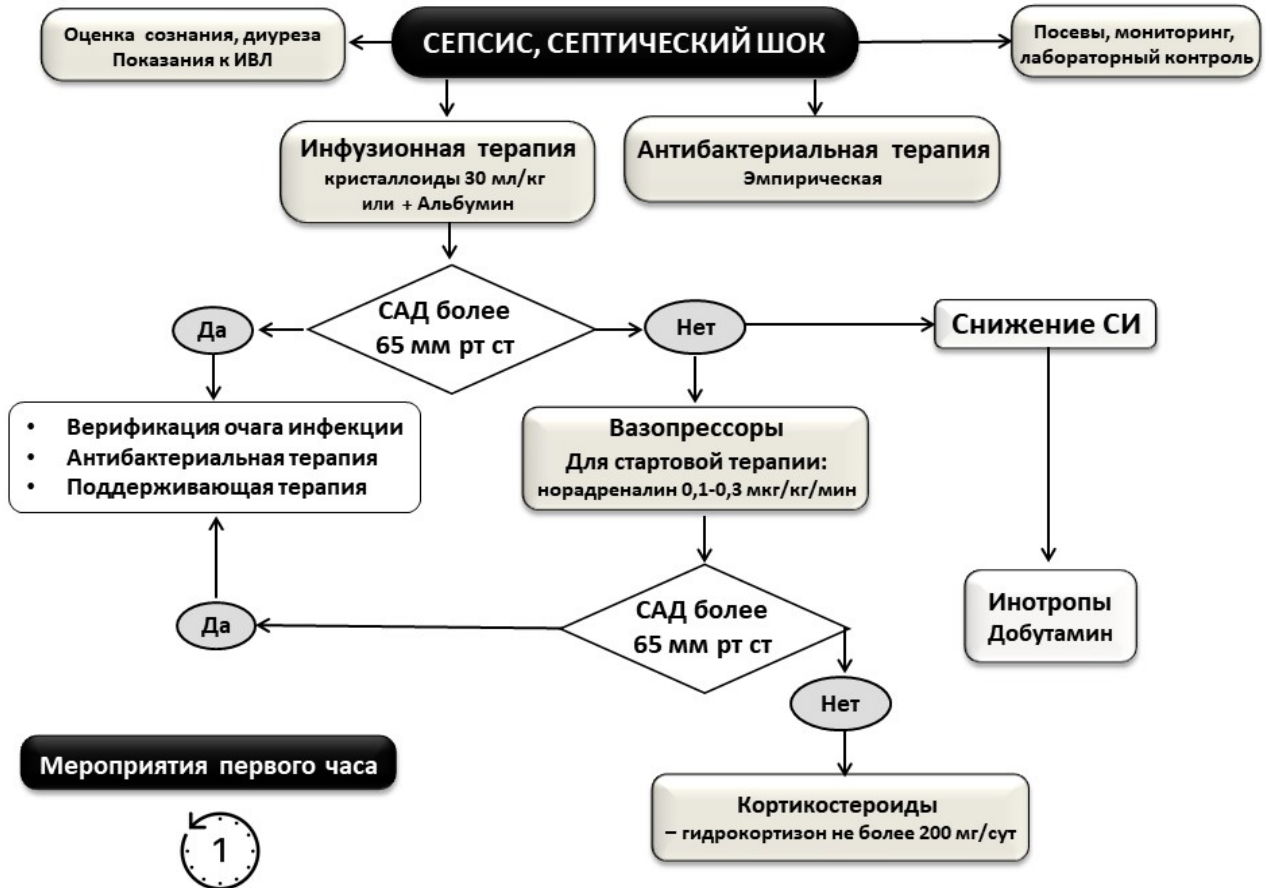 Оценка сознания, диуреза
Показания к ИВЛ
СЕПСИС, СЕПТИЧЕСКИЙ ШОК
Посевы, мониторинг,
лабораторный контроль
Инфузионная терапия
кристаллоиды 30 мл/кг
или + Альбумин
Антибактериальная терапия
Эмпирическая
САД более
65 мм рт ст
Да
Нет
Снижение СИ
• Верификация очага инфекции
• Антибактериальная терапия
• Поддерживающая терапия
Вазопрессоры
Для стартовой терапии:
норадреналин 0,1-0,3 мкг/кг/мин
САД более
65 мм рт ст
Да
Нет
Инотропы
Добутамин
Мероприятия первого часа
1
Кортикостероиды
– гидрокортизон не более 200 мг/сут